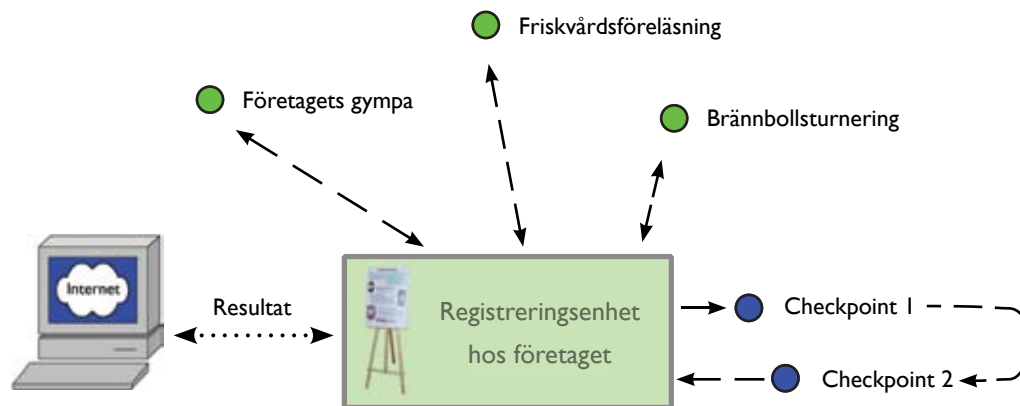 Friskvårdsföreläsning
Företagets gympa
Brännbollsturnering
Internet
Resultat
Registreringsenhet
hos företaget
Checkpoint 1
Checkpoint 2